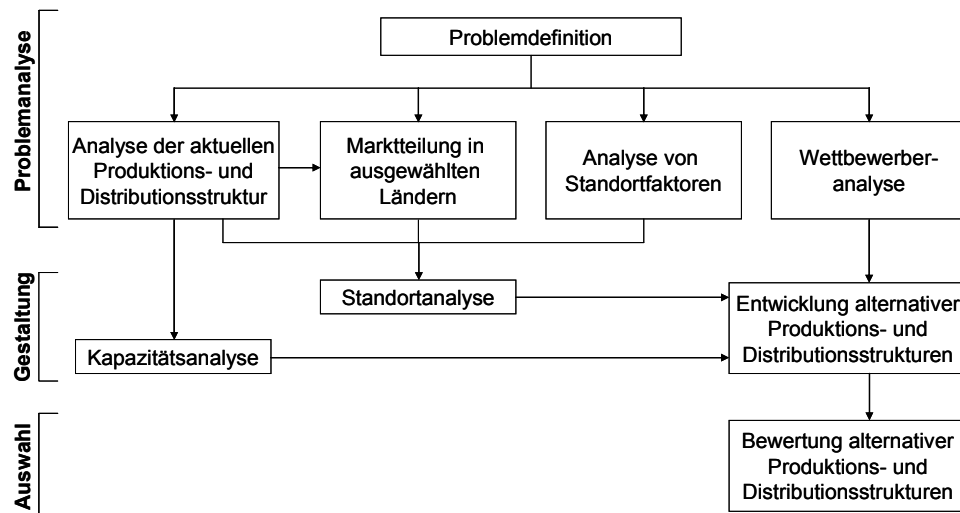 Problemanalyse
Problemdefinition
Analyse der aktuellen
Produktions- und
Distributionsstruktur
Marktteilung in
ausgewählten
Ländern
Analyse von
Standortfaktoren
Wettbewerber-
analyse
Gestaltung
Standortanalyse
Kapazitätsanalyse
Entwicklung alternativer
Produktions- und
Distributionsstrukturen
Auswahl
Bewertung alternativer
Produktions- und
Distributionsstrukturen